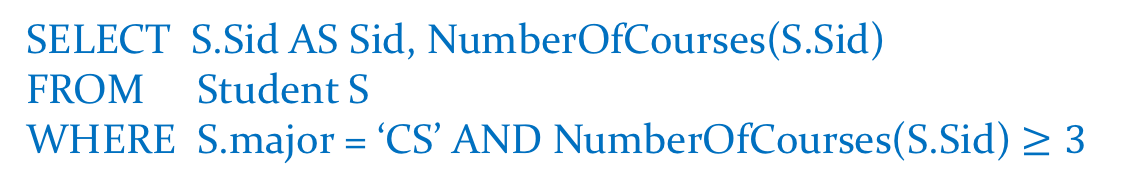 SELECT S.Sid AS Sid, NumberOfCourses(S.Sid)
FROM Student S
WHERE S.major = ‘CS’ AND NumberOfCourses(S.Sid) ≥ 3